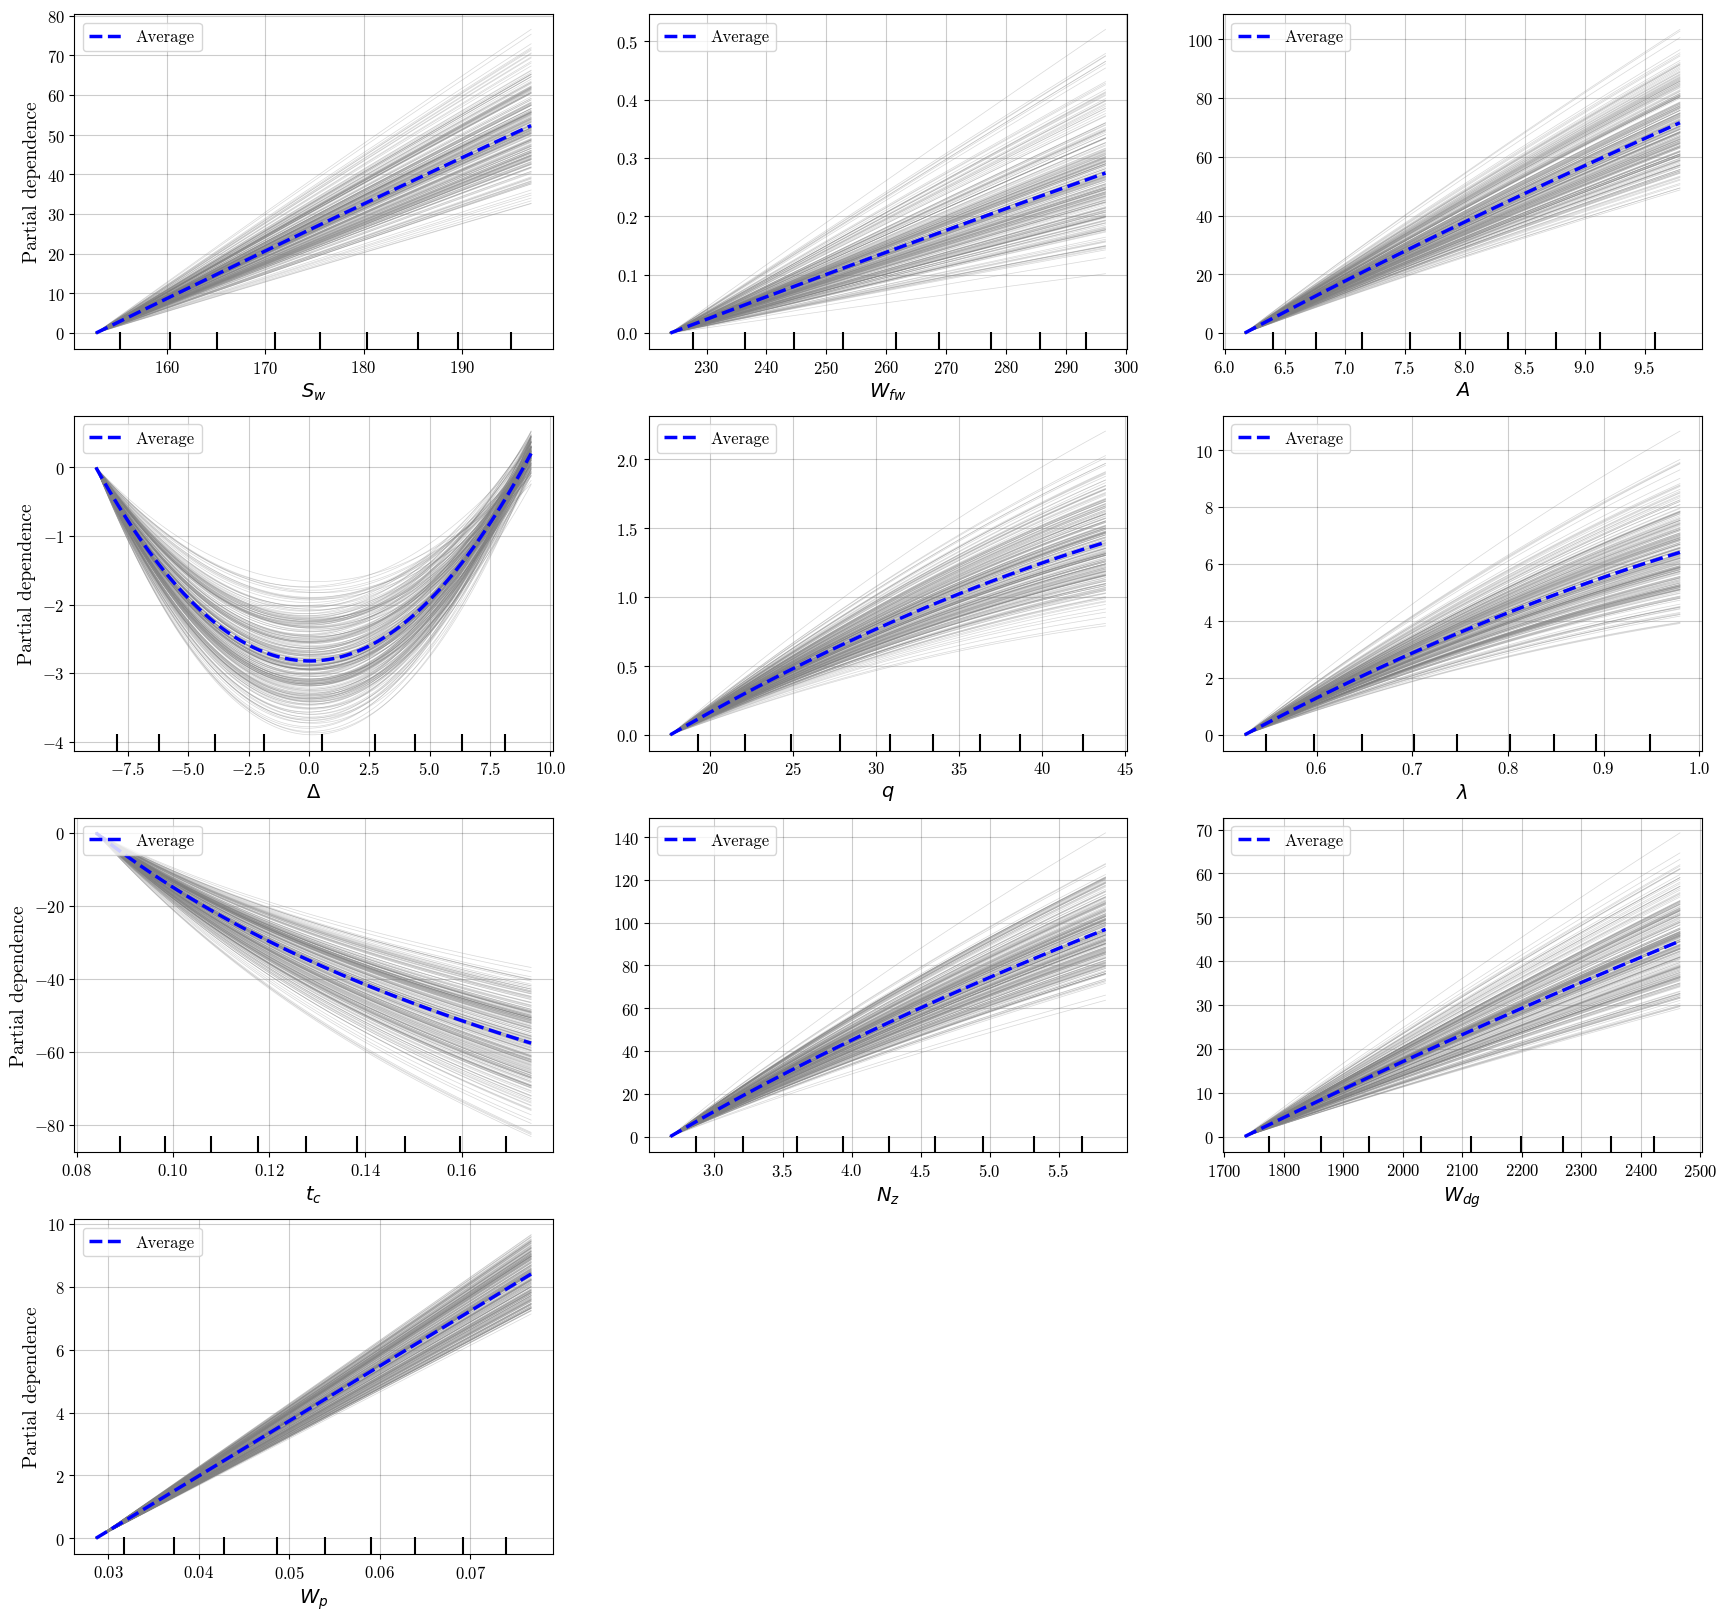 80
70
60
50
40
30
20
10
0
Partial dependence
Average
160 170 180 190
S_w
0.5
0.4
0.3
0.2
0.1
0.0
Average
230 240 250 260 270 280 290 300
W_fw
100
80
60
40
20
0
Average
6.0 6.5 7.0 7.5 8.0 8.5 9.0 9.5
A
0
−1
−2
−3
−4
Partial dependence
Average
−7.5 −5.0 −2.5 0.0 2.5 5.0 7.5 10.0
Δ
2.0
1.5
1.0
0.5
0.0
Average
20 25 30 35 40 45
q
10
8
6
4
2
0
Average
0.6 0.7 0.8 0.9 1.0
λ
0
−20
−40
−60
−80
Partial dependence
Average
0.08 0.10 0.12 0.14 0.16
t_c
140
120
100
80
60
40
20
0
Average
3.0 3.5 4.0 4.5 5.0 5.5
N_z
70
60
50
40
30
20
10
0
Average
1700 1800 1900 2000 2100 2200 2300 2400 2500
W_dg
10
8
6
4
2
0
Partial dependence
Average
0.03 0.04 0.05 0.06 0.07
W_p